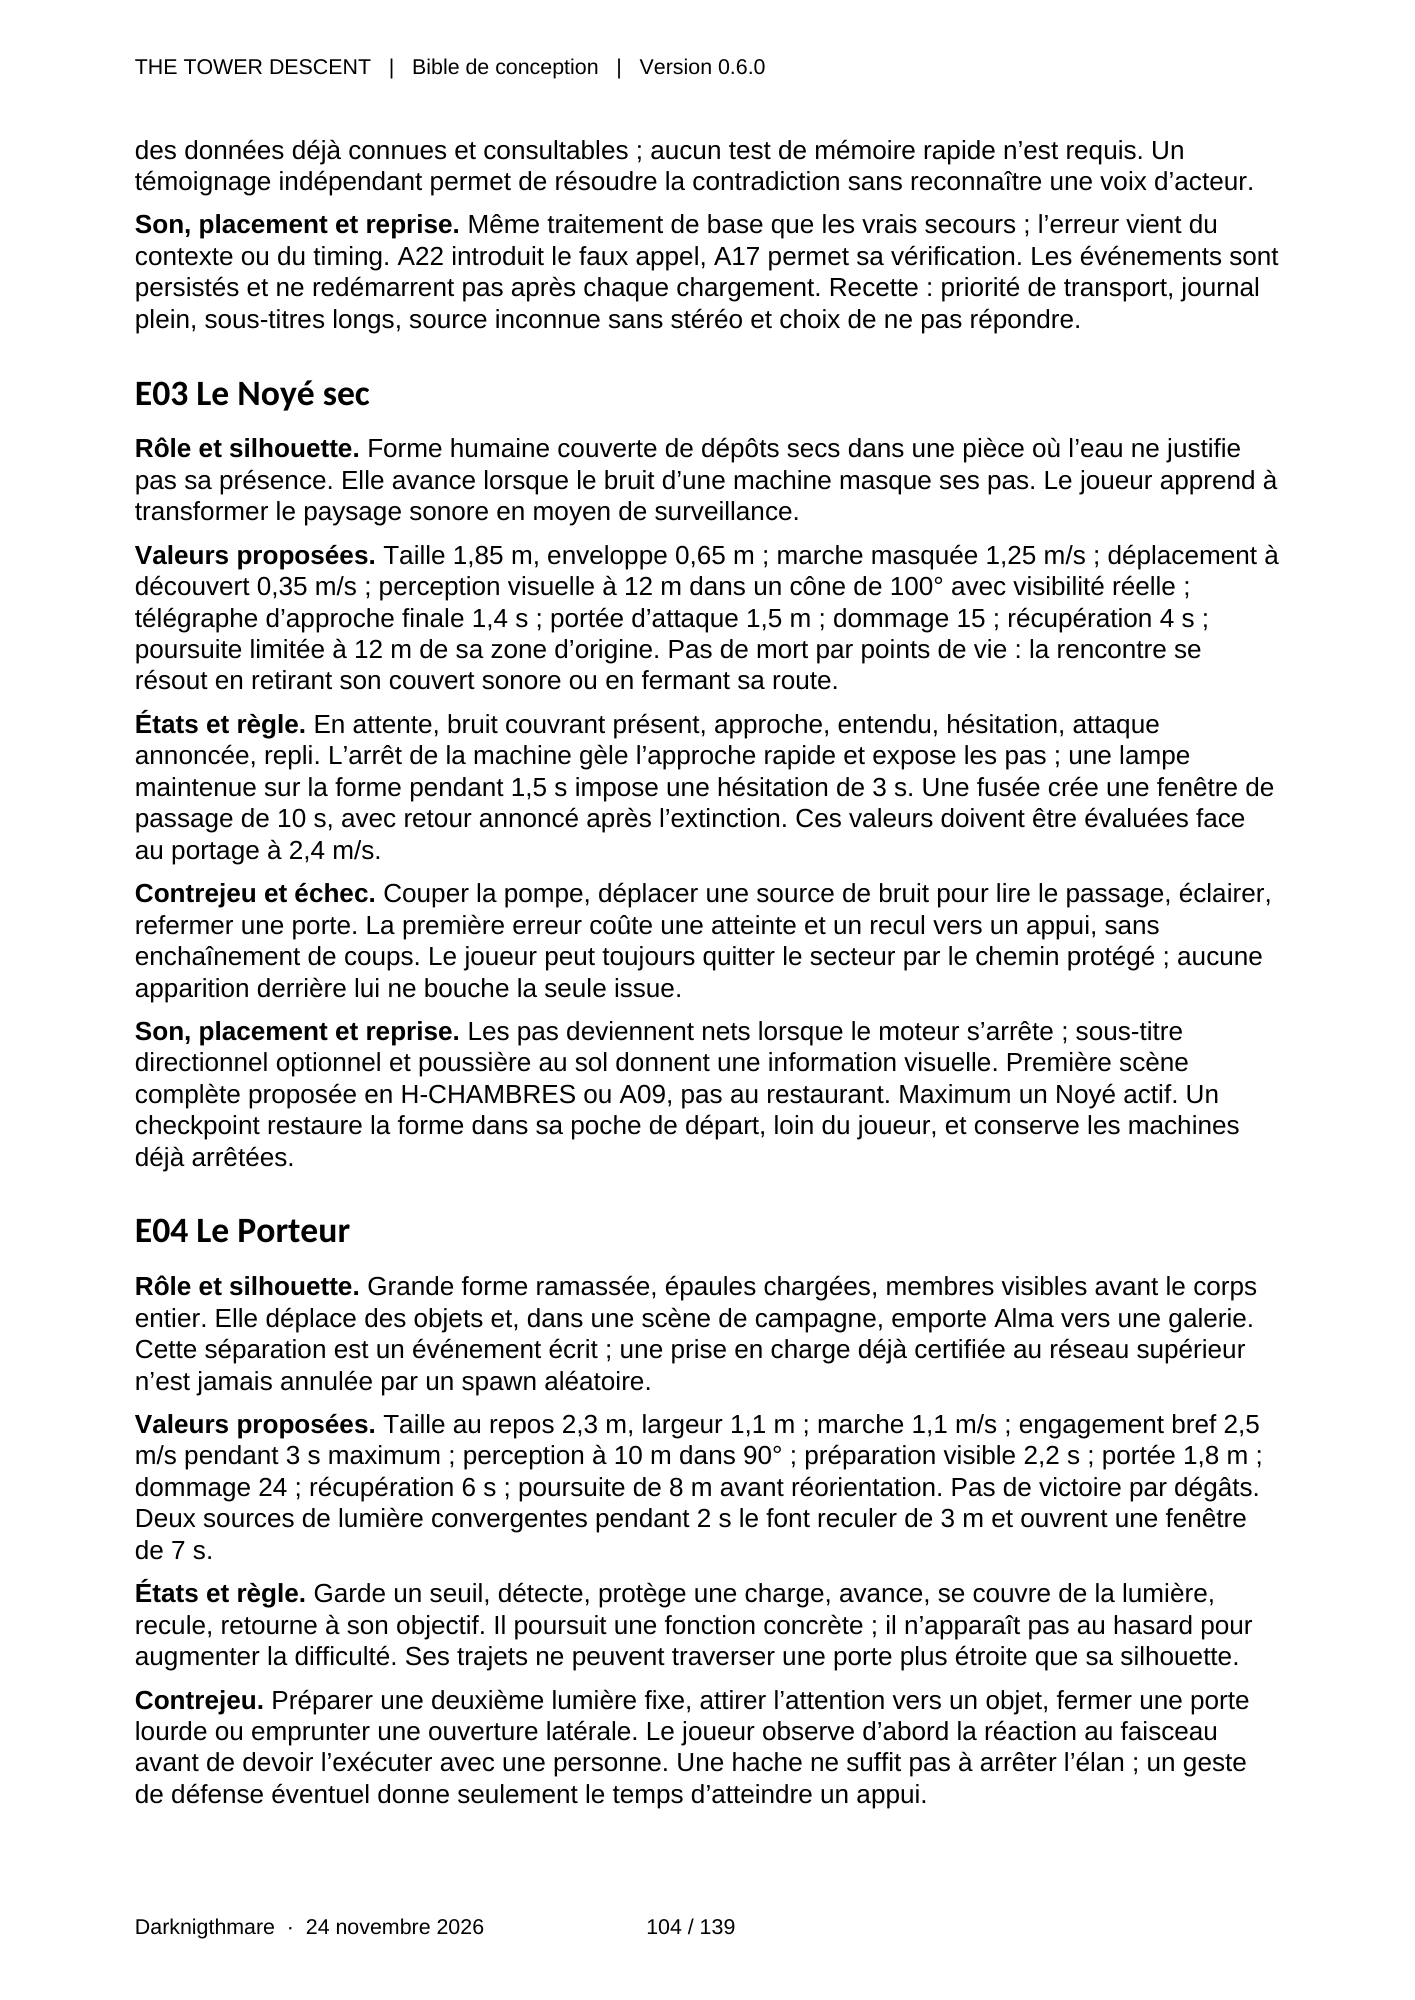 THE TOWER DESCENT | Bible de conception | Version 0.6.0
des données déjà connues et consultables ; aucun test de mémoire rapide n’est requis. Un
témoignage indépendant permet de résoudre la contradiction sans reconnaître une voix d’acteur.
Son, placement et reprise. Même traitement de base que les vrais secours ; l’erreur vient du
contexte ou du timing. A22 introduit le faux appel, A17 permet sa vérification. Les événements sont
persistés et ne redémarrent pas après chaque chargement. Recette : priorité de transport, journal
plein, sous-titres longs, source inconnue sans stéréo et choix de ne pas répondre.
E03 Le Noyé sec
Rôle et silhouette. Forme humaine couverte de dépôts secs dans une pièce où l’eau ne justifie
pas sa présence. Elle avance lorsque le bruit d’une machine masque ses pas. Le joueur apprend à
transformer le paysage sonore en moyen de surveillance.
Valeurs proposées. Taille 1,85 m, enveloppe 0,65 m ; marche masquée 1,25 m/s ; déplacement à
découvert 0,35 m/s ; perception visuelle à 12 m dans un cône de 100° avec visibilité réelle ;
télégraphe d’approche finale 1,4 s ; portée d’attaque 1,5 m ; dommage 15 ; récupération 4 s ;
poursuite limitée à 12 m de sa zone d’origine. Pas de mort par points de vie : la rencontre se
résout en retirant son couvert sonore ou en fermant sa route.
États et règle. En attente, bruit couvrant présent, approche, entendu, hésitation, attaque
annoncée, repli. L’arrêt de la machine gèle l’approche rapide et expose les pas ; une lampe
maintenue sur la forme pendant 1,5 s impose une hésitation de 3 s. Une fusée crée une fenêtre de
passage de 10 s, avec retour annoncé après l’extinction. Ces valeurs doivent être évaluées face
au portage à 2,4 m/s.
Contrejeu et échec. Couper la pompe, déplacer une source de bruit pour lire le passage, éclairer,
refermer une porte. La première erreur coûte une atteinte et un recul vers un appui, sans
enchaînement de coups. Le joueur peut toujours quitter le secteur par le chemin protégé ; aucune
apparition derrière lui ne bouche la seule issue.
Son, placement et reprise. Les pas deviennent nets lorsque le moteur s’arrête ; sous-titre
directionnel optionnel et poussière au sol donnent une information visuelle. Première scène
complète proposée en H-CHAMBRES ou A09, pas au restaurant. Maximum un Noyé actif. Un
checkpoint restaure la forme dans sa poche de départ, loin du joueur, et conserve les machines
déjà arrêtées.
E04 Le Porteur
Rôle et silhouette. Grande forme ramassée, épaules chargées, membres visibles avant le corps
entier. Elle déplace des objets et, dans une scène de campagne, emporte Alma vers une galerie.
Cette séparation est un événement écrit ; une prise en charge déjà certifiée au réseau supérieur
n’est jamais annulée par un spawn aléatoire.
Valeurs proposées. Taille au repos 2,3 m, largeur 1,1 m ; marche 1,1 m/s ; engagement bref 2,5
m/s pendant 3 s maximum ; perception à 10 m dans 90° ; préparation visible 2,2 s ; portée 1,8 m ;
dommage 24 ; récupération 6 s ; poursuite de 8 m avant réorientation. Pas de victoire par dégâts.
Deux sources de lumière convergentes pendant 2 s le font reculer de 3 m et ouvrent une fenêtre
de 7 s.
États et règle. Garde un seuil, détecte, protège une charge, avance, se couvre de la lumière,
recule, retourne à son objectif. Il poursuit une fonction concrète ; il n’apparaît pas au hasard pour
augmenter la difficulté. Ses trajets ne peuvent traverser une porte plus étroite que sa silhouette.
Contrejeu. Préparer une deuxième lumière fixe, attirer l’attention vers un objet, fermer une porte
lourde ou emprunter une ouverture latérale. Le joueur observe d’abord la réaction au faisceau
avant de devoir l’exécuter avec une personne. Une hache ne suffit pas à arrêter l’élan ; un geste
de défense éventuel donne seulement le temps d’atteindre un appui.
Darknigthmare · 24 novembre 2026 104 / 139